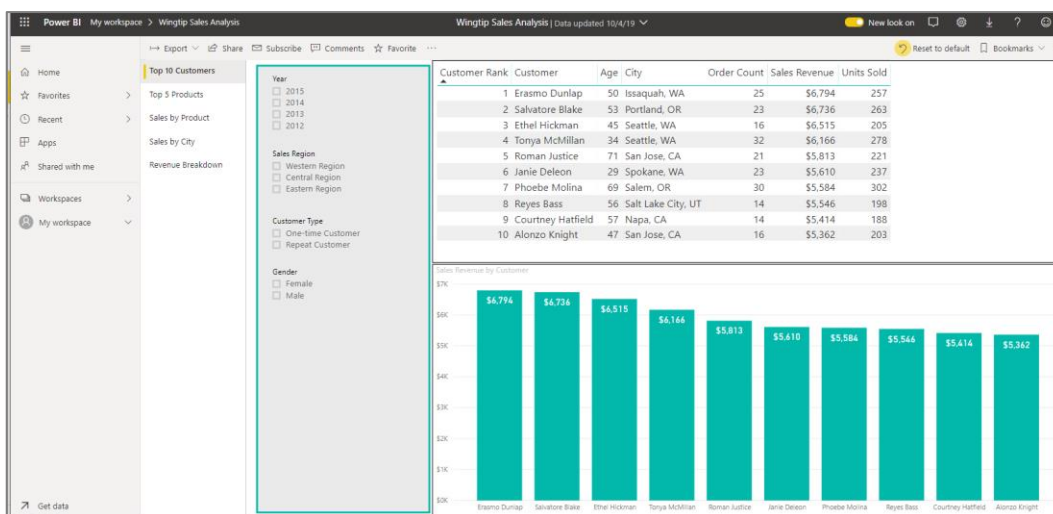 Power BI My workspace > Wingtip Sales Analysis Wingtip Sales Analysis | Data updated 10/4/19 New look on ?
Export Share Subscribe Comments Favorite ... Reset to default Bookmarks
Home
Favorites
Recent
Apps
Shared with me
Workspaces
My workspace
Get data
Top 10 Customers
Top 5 Products
Sales by Product
Sales by City
Revenue Breakdown
Year
2015
2014
2013
2012
Sales Region
Western Region
Central Region
Eastern Region
Customer Type
One-time Customer
Repeat Customer
Gender
Female
Male
Customer Rank Customer Age City Order Count Sales Revenue Units Sold
1 Erasmo Dunlap 50 Issaquah, WA 25 $6,794 257
2 Salvatore Blake 53 Portland, OR 23 $6,736 263
3 Ethel Hickman 45 Seattle, WA 16 $6,515 205
4 Tonya McMillan 34 Seattle, WA 32 $6,166 278
5 Roman Justice 71 San Jose, CA 21 $5,813 221
6 Janie Deleon 29 Spokane, WA 23 $5,610 237
7 Phoebe Molina 69 Salem, OR 30 $5,584 302
8 Reyes Bass 56 Salt Lake City, UT 14 $5,546 198
9 Courtney Hatfield 57 Napa, CA 14 $5,414 188
10 Alonzo Knight 47 San Jose, CA 16 $5,362 203
Sales Revenue by Customer
$7K
$6K
$5K
$4K
$3K
$2K
$1K
$0K
$6,794 $6,736 $6,515 $6,166 $5,813 $5,610 $5,584 $5,546 $5,414 $5,362
Erasmo Dunlap Salvatore Blake Ethel Hickman Tonya McMillan Roman Justice Janie Deleon Phoebe Molina Reyes Bass Courtney Hatfield Alonzo Knight